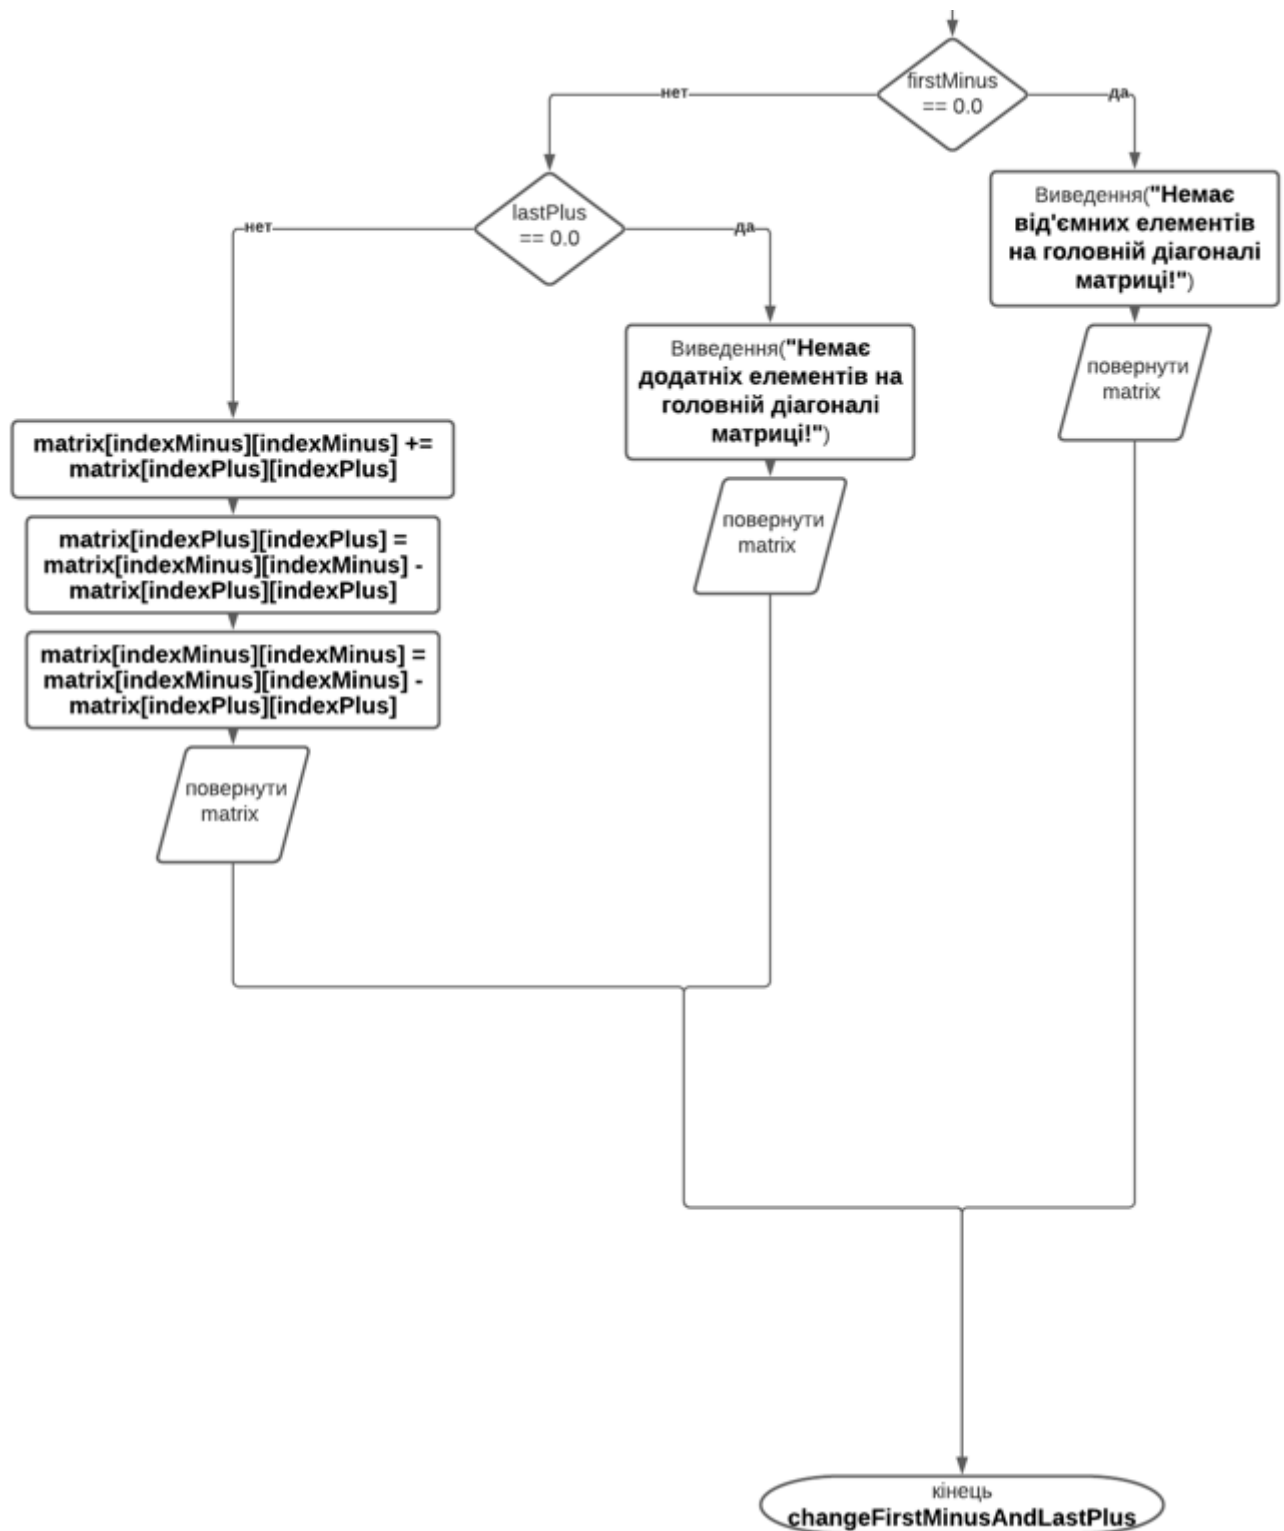 firstMinus
== 0.0
нет
да
lastPlus
== 0.0
нет
да
Виведення("Немає
від'ємних елементів
на головній діагоналі
матриці!")
повернути
matrix
Виведення("Немає
додатніх елементів на
головній діагоналі
матриці!")
повернути
matrix
matrix[indexMinus][indexMinus] +=
matrix[indexPlus][indexPlus]
matrix[indexPlus][indexPlus] =
matrix[indexMinus][indexMinus] -
matrix[indexPlus][indexPlus]
matrix[indexMinus][indexMinus] =
matrix[indexMinus][indexMinus] -
matrix[indexPlus][indexPlus]
повернути
matrix
кінець
changeFirstMinusAndLastPlus